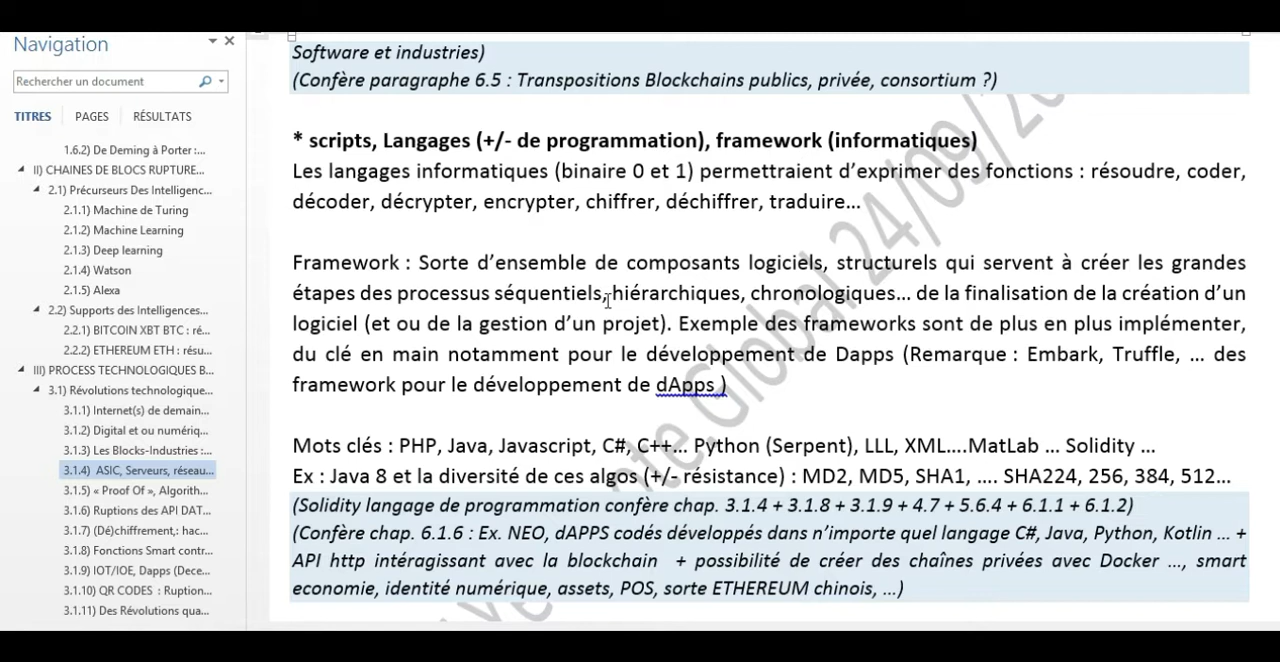 Navigation
Rechercher un document
TITRES PAGES RÉSULTATS
1.6.2) De Deming à Porter :...
II) CHAINES DE BLOCS RUPTURE...
2.1) Précurseurs Des Intelligenc...
2.1.1) Machine de Turing
2.1.2) Machine Learning
2.1.3) Deep learning
2.1.4) Watson
2.1.5) Alexa
2.2) Supports des Intelligences...
2.2.1) BITCOIN XBT BTC : ré...
2.2.2) ETHEREUM ETH : résu...
III) PROCESS TECHNOLOGIQUES B...
3.1) Révolutions technologique...
3.1.1) Internet(s) de demain...
3.1.2) Digital et ou numériq...
3.1.3) Les Blocks-Industries :...
3.1.4) ASIC, Serveurs, réseau...
3.1.5) « Proof Of », Algorith...
3.1.6) Ruptions des API DAT...
3.1.7) (Dé)chiffrement,: hac...
3.1.8) Fonctions Smart contr...
3.1.9) IOT/IOE, Dapps (Dece...
3.1.10) QR CODES : Ruption...
3.1.11) Des Révolutions qua...
Software et industries)
(Confère paragraphe 6.5 : Transpositions Blockchains publics, privée, consortium ?)
* scripts, Langages (+/- de programmation), framework (informatiques)
Les langages informatiques (binaire 0 et 1) permettraient d’exprimer des fonctions : résoudre, coder,
décoder, décrypter, encrypter, chiffrer, déchiffrer, traduire…
Framework : Sorte d’ensemble de composants logiciels, structurels qui servent à créer les grandes
étapes des processus séquentiels, hiérarchiques, chronologiques… de la finalisation de la création d’un
logiciel (et ou de la gestion d’un projet). Exemple des frameworks sont de plus en plus implémenter,
du clé en main notamment pour le développement de Dapps (Remarque : Embark, Truffle, … des
framework pour le développement de dApps )
Mots clés : PHP, Java, Javascript, C#, C++… Python (Serpent), LLL, XML….MatLab … Solidity …
Ex : Java 8 et la diversité de ces algos (+/- résistance) : MD2, MD5, SHA1, …. SHA224, 256, 384, 512…
(Solidity langage de programmation confère chap. 3.1.4 + 3.1.8 + 3.1.9 + 4.7 + 5.6.4 + 6.1.1 + 6.1.2)
(Confère chap. 6.1.6 : Ex. NEO, dAPPS codés développés dans n’importe quel langage C#, Java, Python, Kotlin … +
API http intéragissant avec la blockchain + possibilité de créer des chaînes privées avec Docker …, smart
economie, identité numérique, assets, POS, sorte ETHEREUM chinois, …)
Global 24/09/20